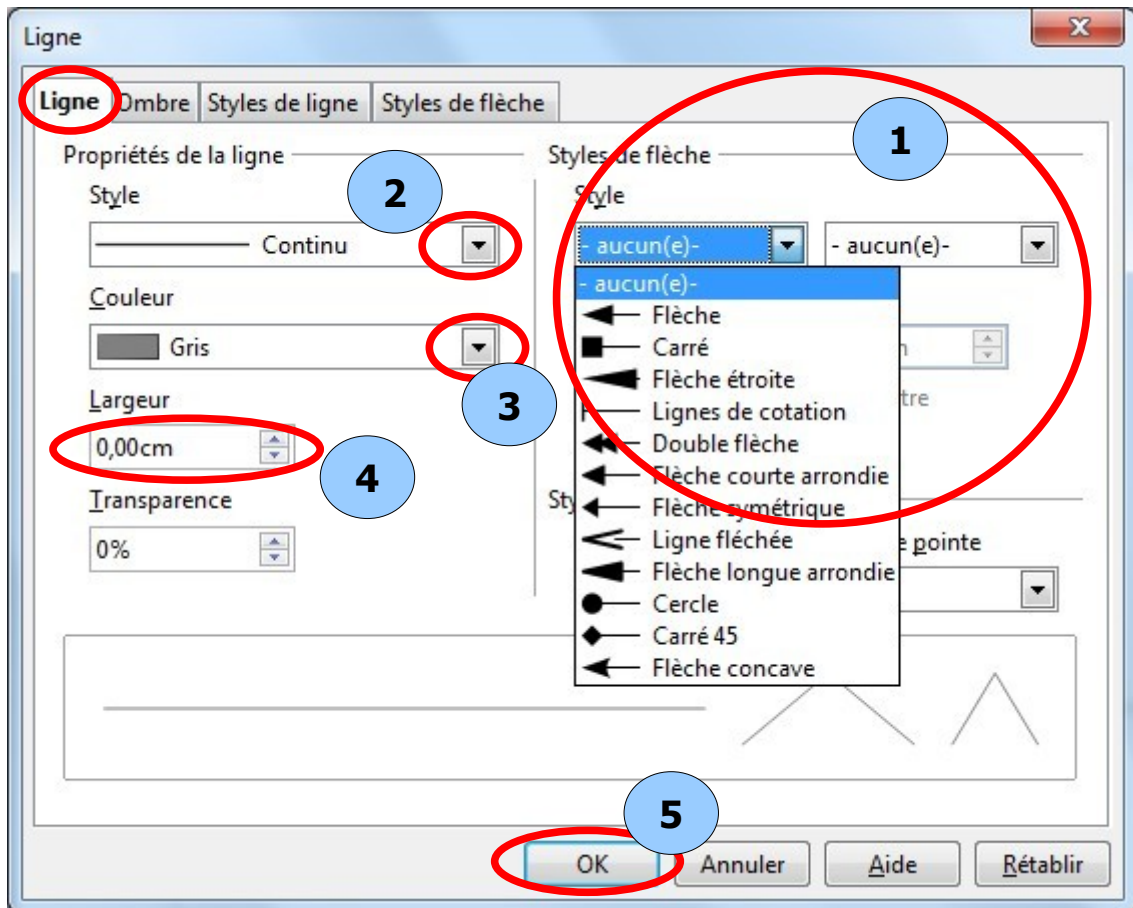 Ligne
x
Ligne Ombre Styles de ligne Styles de flèche
Propriétés de la ligne
Style
2
Continu
Couleur
Gris
3
Largeur
0,00cm
4
Transparence
0%
Styles de flèche
1
Style
- aucun(e)- - aucun(e)-
- aucun(e)-
Flèche
Carré
Flèche étroite
Lignes de cotation
Double flèche
Flèche courte arrondie
Flèche symétrique
Ligne fléchée
Flèche longue arrondie
Cercle
Carré 45
Flèche concave
tre
Sty
e pointe
5
OK Annuler Aide Rétablir